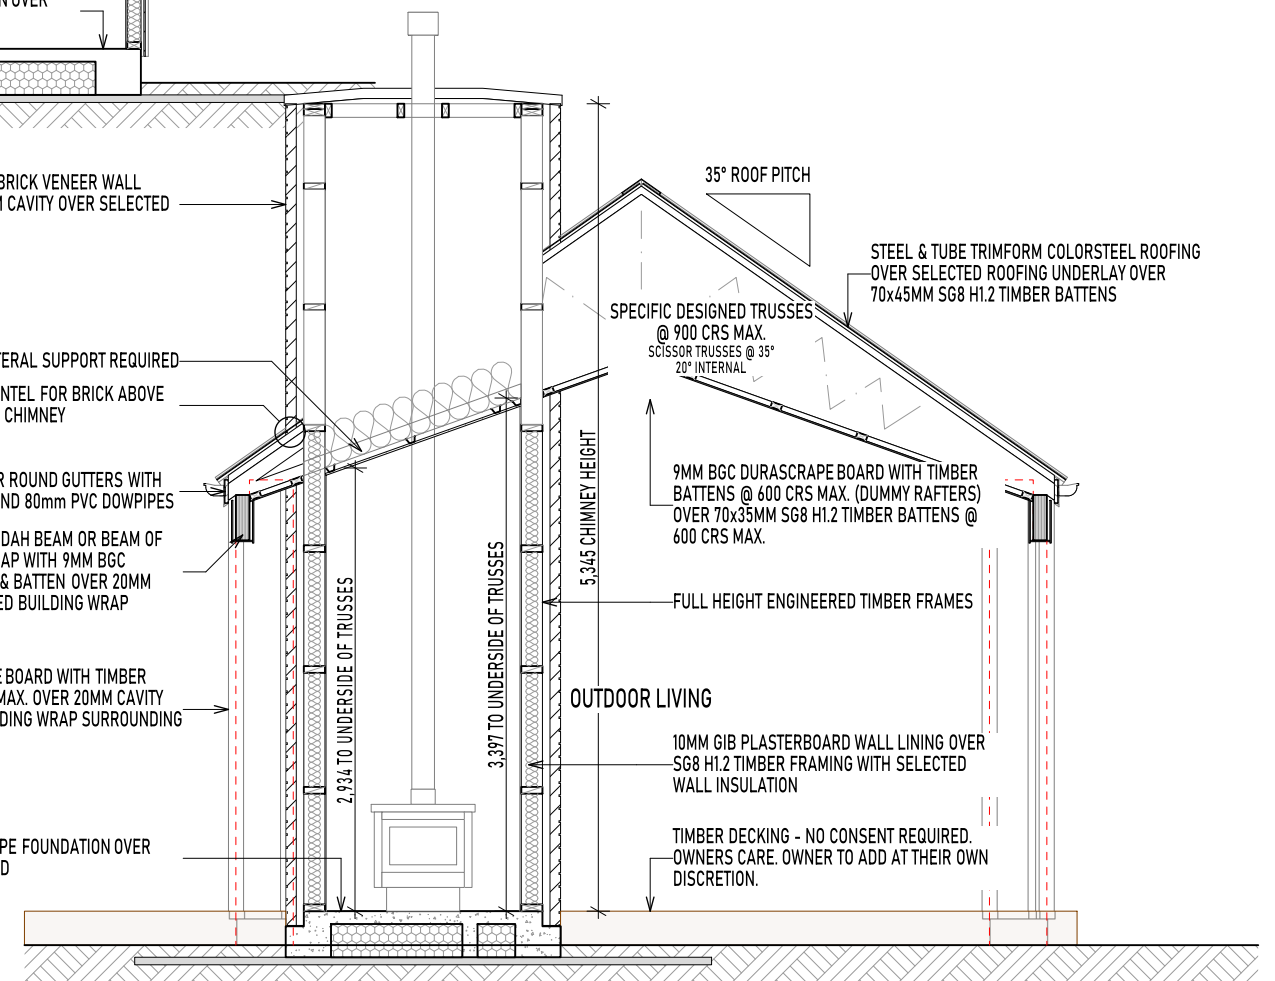 N OVER
BRICK VENEER WALL
M CAVITY OVER SELECTED
TERAL SUPPORT REQUIRED
NTEL FOR BRICK ABOVE
CHIMNEY
R ROUND GUTTERS WITH
ND 80mm PVC DOWPIPES
DAH BEAM OR BEAM OF
AP WITH 9MM BGC
& BATTEN OVER 20MM
ED BUILDING WRAP
E BOARD WITH TIMBER
MAX. OVER 20MM CAVITY
DING WRAP SURROUNDING
PE FOUNDATION OVER
D
2,934 TO UNDERSIDE OF TRUSSES
3,397 TO UNDERSIDE OF TRUSSES
5,345 CHIMNEY HEIGHT
35° ROOF PITCH
STEEL & TUBE TRIMFORM COLORSTEEL ROOFING
OVER SELECTED ROOFING UNDERLAY OVER
70x45MM SG8 H1.2 TIMBER BATTENS
SPECIFIC DESIGNED TRUSSES
@ 900 CRS MAX.
SCISSOR TRUSSES @ 35°
20° INTERNAL
9MM BGC DURASCRAPE BOARD WITH TIMBER
BATTENS @ 600 CRS MAX. (DUMMY RAFTERS)
OVER 70x35MM SG8 H1.2 TIMBER BATTENS @
600 CRS MAX.
FULL HEIGHT ENGINEERED TIMBER FRAMES
OUTDOOR LIVING
10MM GIB PLASTERBOARD WALL LINING OVER
SG8 H1.2 TIMBER FRAMING WITH SELECTED
WALL INSULATION
TIMBER DECKING - NO CONSENT REQUIRED.
OWNERS CARE. OWNER TO ADD AT THEIR OWN
DISCRETION.